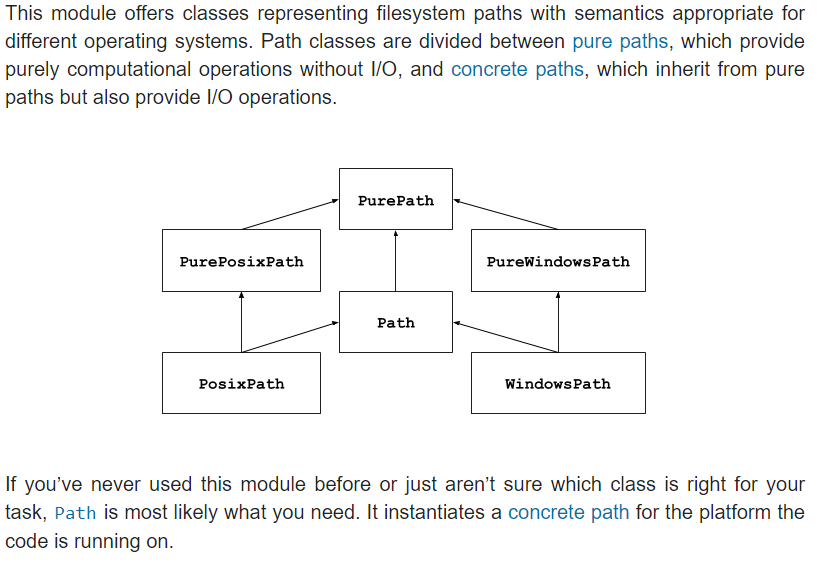 This module offers classes representing filesystem paths with semantics appropriate for
different operating systems. Path classes are divided between pure paths, which provide
purely computational operations without I/O, and concrete paths, which inherit from pure
paths but also provide I/O operations.
PurePath
PurePosixPath
PureWindowsPath
Path
PosixPath
WindowsPath
If you’ve never used this module before or just aren’t sure which class is right for your
task, Path is most likely what you need. It instantiates a concrete path for the platform the
code is running on.